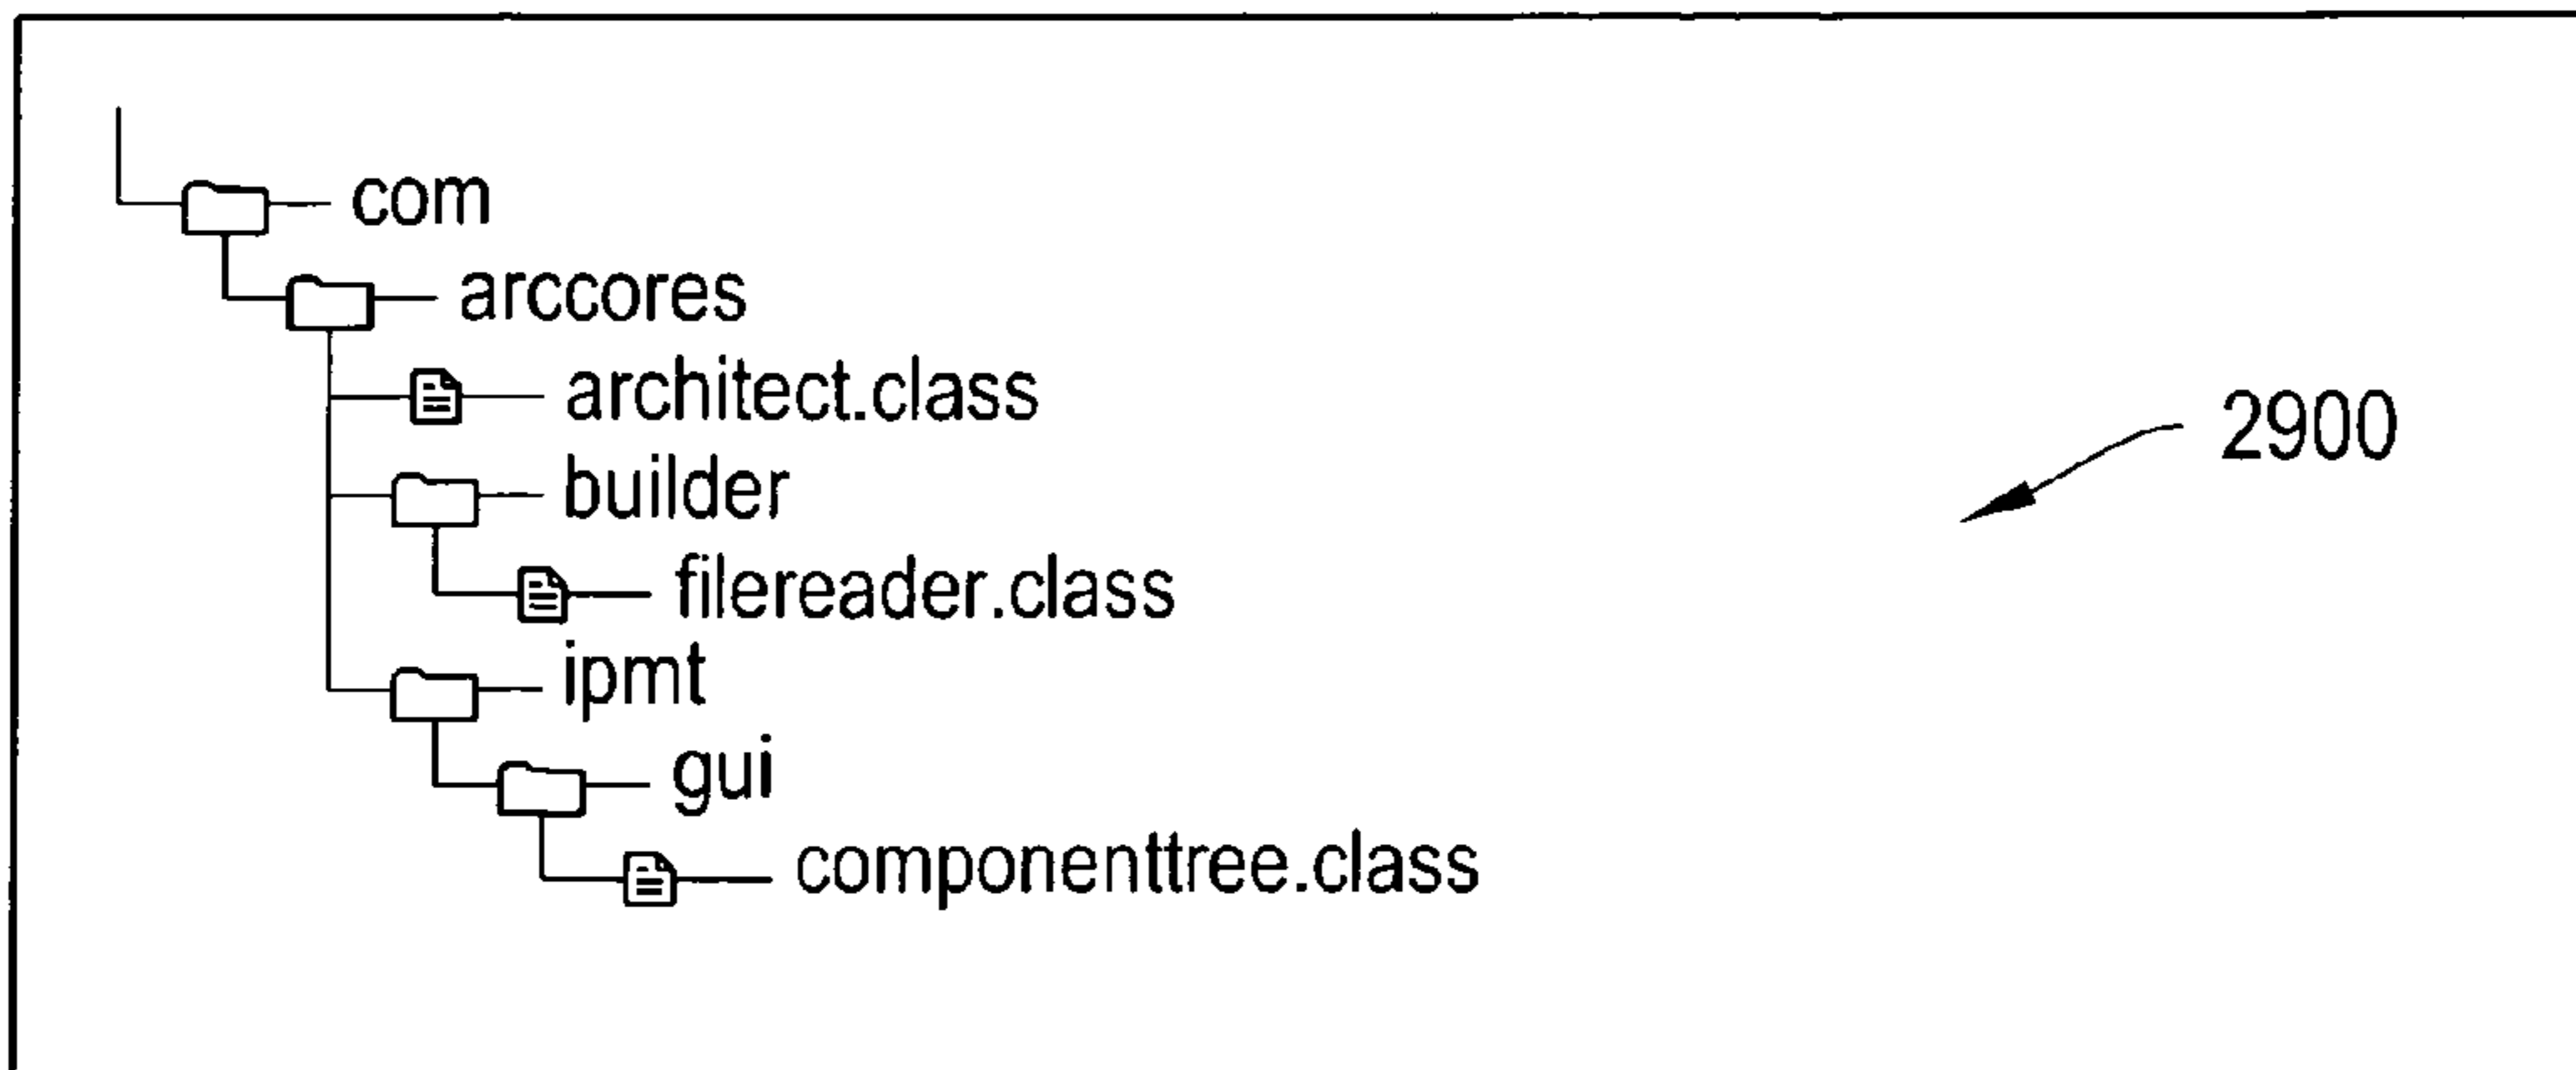 com
arccores
architect.class
2900
builder
filereader.class
ipmt
gui
componenttree.class